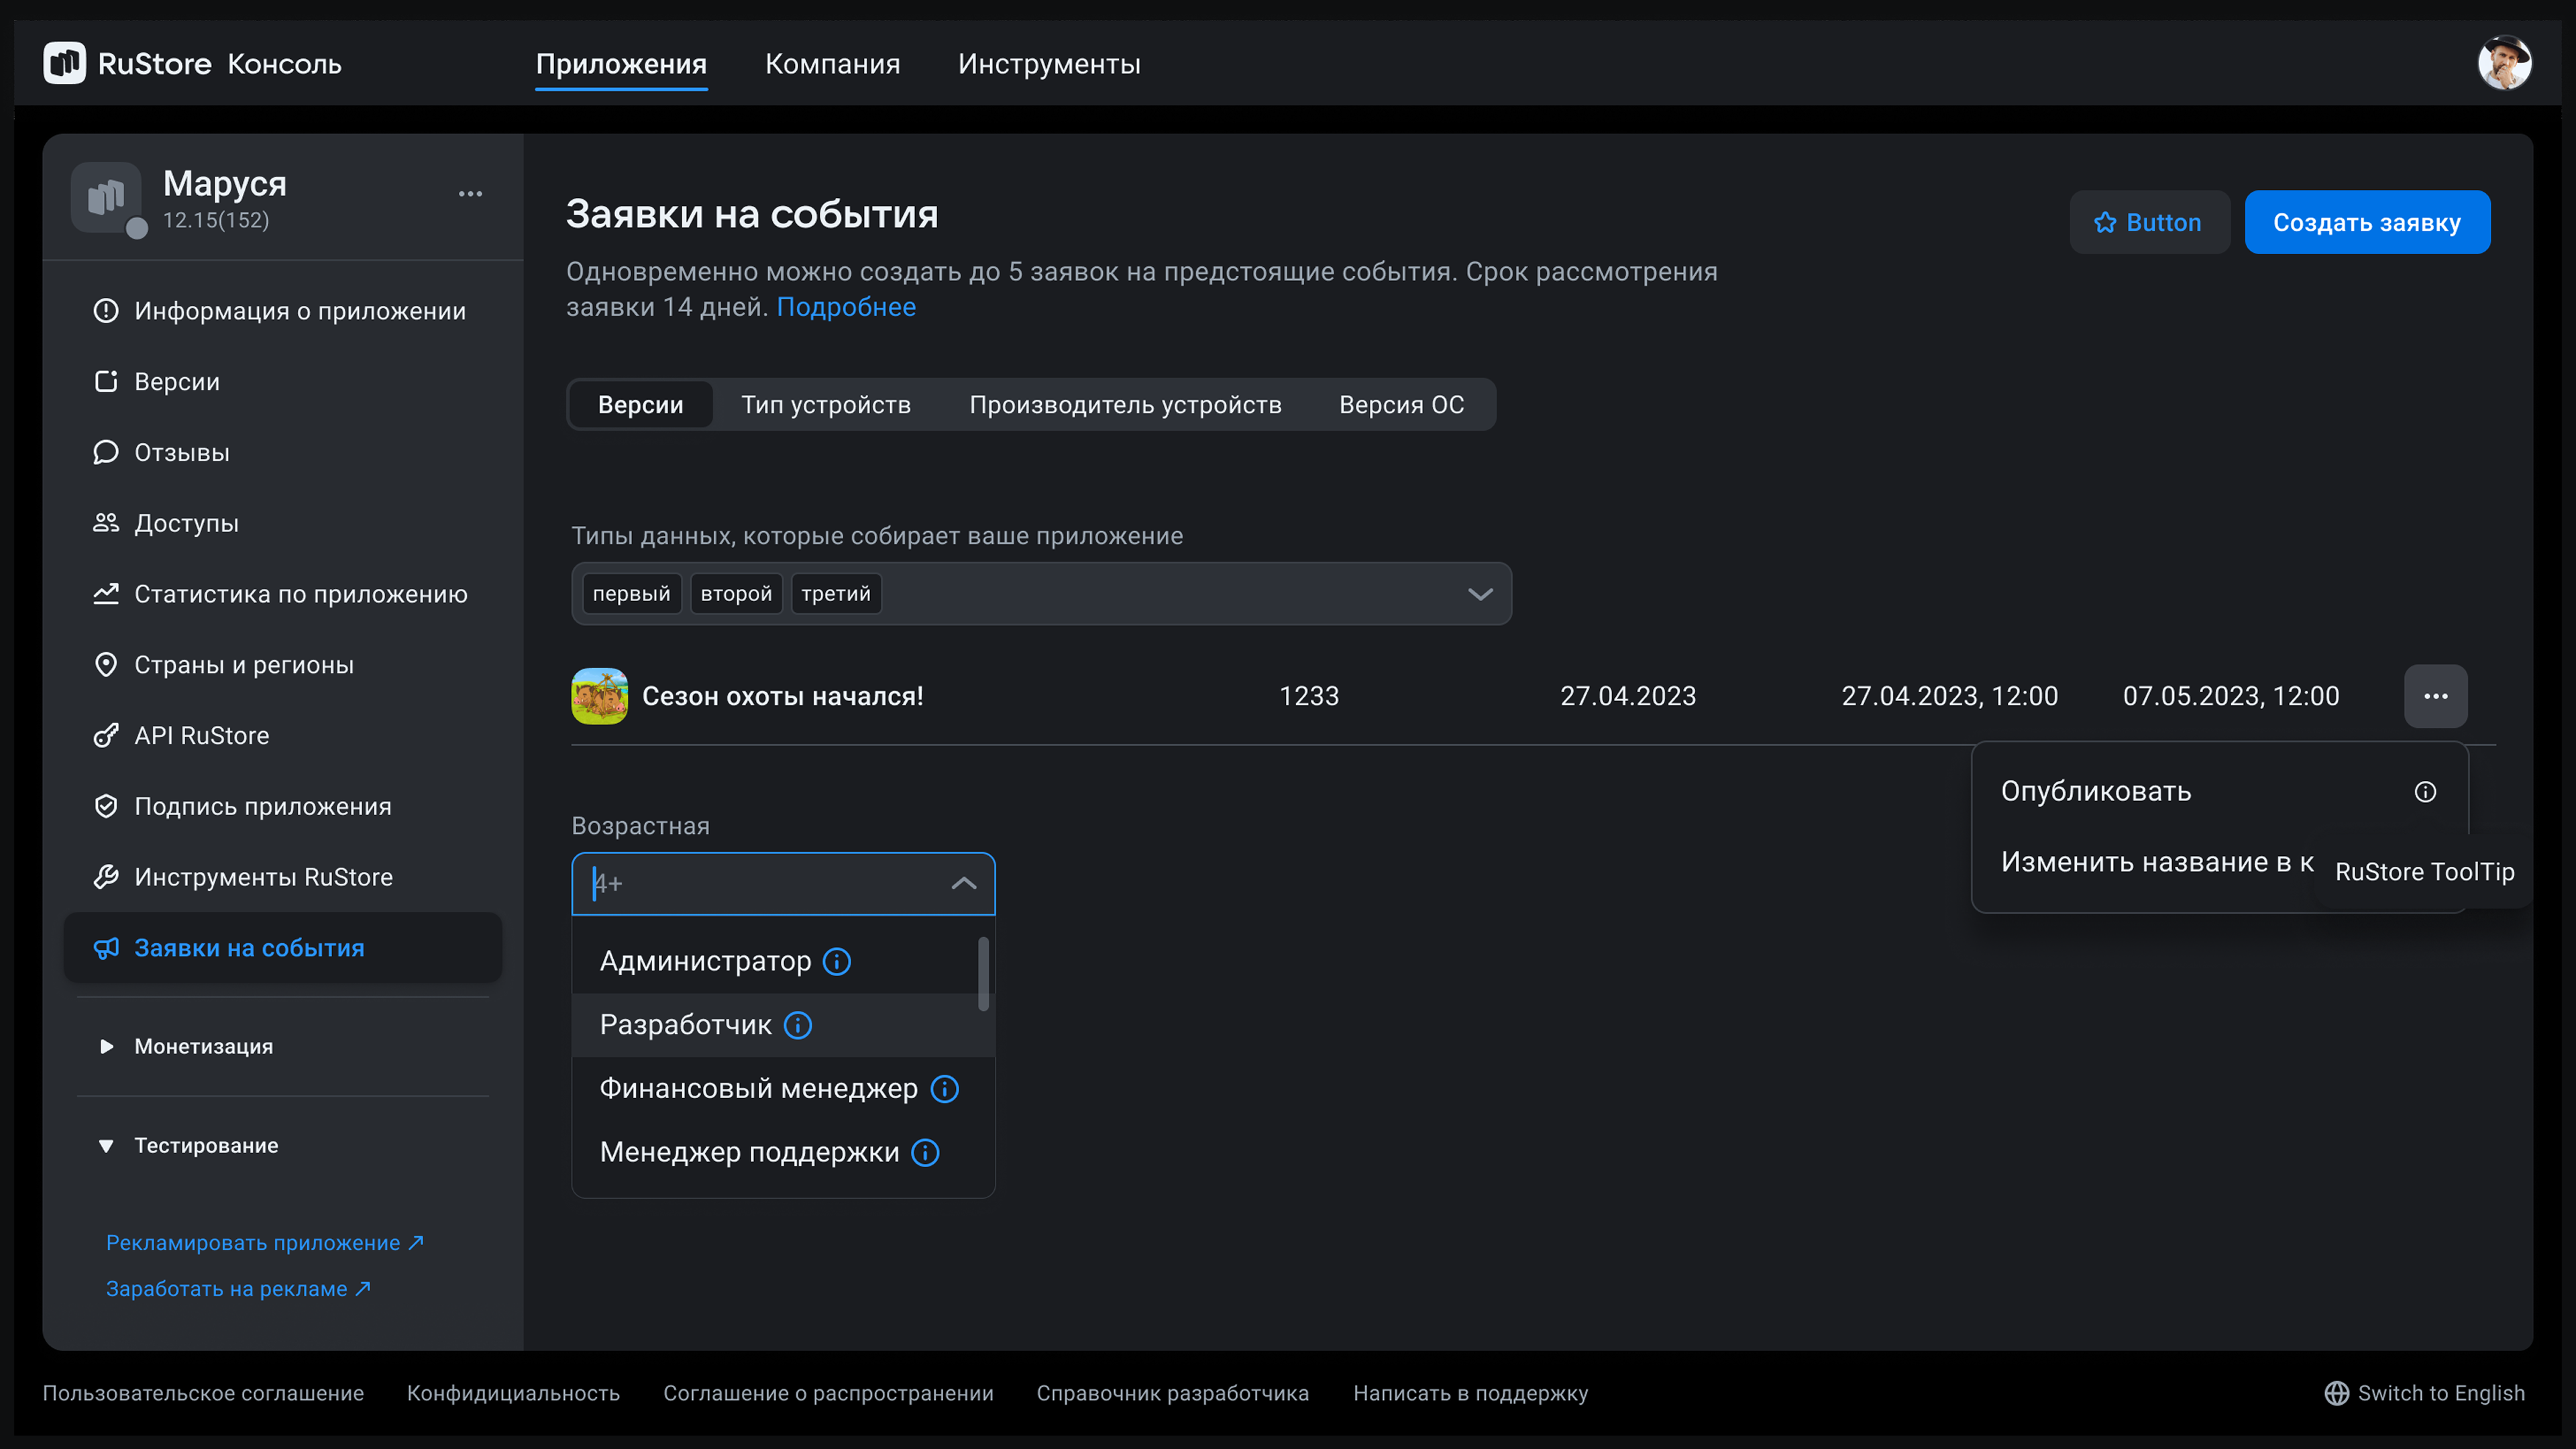 RuStore Консоль
Приложения
Компания
Инструменты
Маруся
12.15(152)
Информация о приложении
Версии
Отзывы
Доступы
Статистика по приложению
Страны и регионы
API RuStore
Подпись приложения
Инструменты RuStore
Заявки на события
Монетизация
Тестирование
Рекламировать приложение
Заработать на рекламе
Заявки на события
Одновременно можно создать до 5 заявок на предстоящие события. Срок рассмотрения
заявки 14 дней. Подробнее
Button
Создать заявку
Версии
Тип устройств
Производитель устройств
Версия ОС
Типы данных, которые собирает ваше приложение
первый
второй
третий
Сезон охоты начался!
1233
27.04.2023
27.04.2023, 12:00
07.05.2023, 12:00
Опубликовать
Изменить название в к
RuStore ToolTip
Возрастная
4+
Администратор
Разработчик
Финансовый менеджер
Менеджер поддержки
Пользовательское соглашение
Конфидициальность
Соглашение о распространении
Справочник разработчика
Написать в поддержку
Switch to English